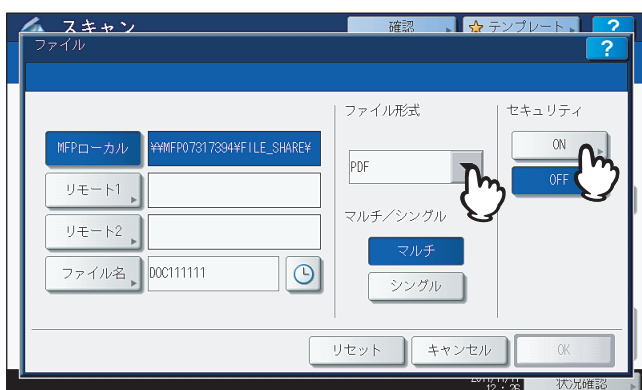 スキャン
確認
テンプレート
?
ファイル
?
ファイル形式
セキュリティ
MFPローカル
¥¥MFP07317394¥FILE_SHARE¥
ON
PDF
OFF
リモート1
マルチ/シングル
リモート2
マルチ
ファイル名
DOC111111
シングル
リセット
キャンセル
OK
状況確認